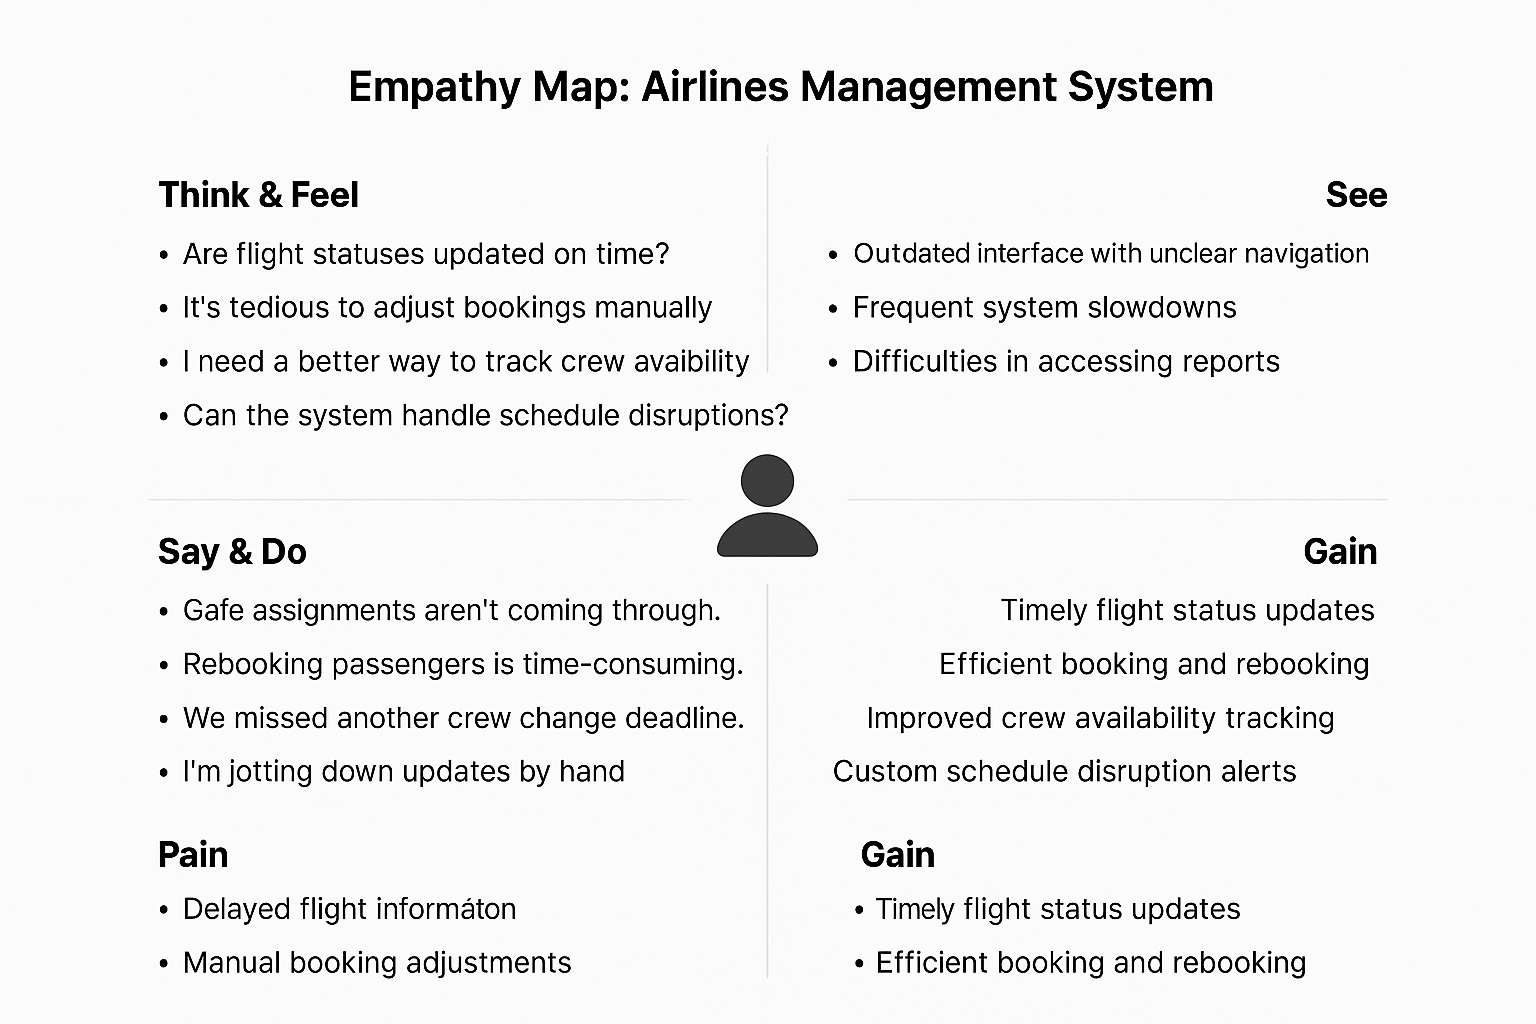 Empathy Map: Airlines Management System
Think & Feel
• Are flight statuses updated on time?
• It's tedious to adjust bookings manually
• I need a better way to track crew avaibility
• Can the system handle schedule disruptions?
See
• Outdated interface with unclear navigation
• Frequent system slowdowns
• Difficulties in accessing reports
Say & Do
• Gafe assignments aren't coming through.
• Rebooking passengers is time-consuming.
• We missed another crew change deadline.
• I'm jotting down updates by hand
Gain
Timely flight status updates
Efficient booking and rebooking
Improved crew availability tracking
Custom schedule disruption alerts
Pain
• Delayed flight informáton
• Manual booking adjustments
Gain
• Timely flight status updates
• Efficient booking and rebooking